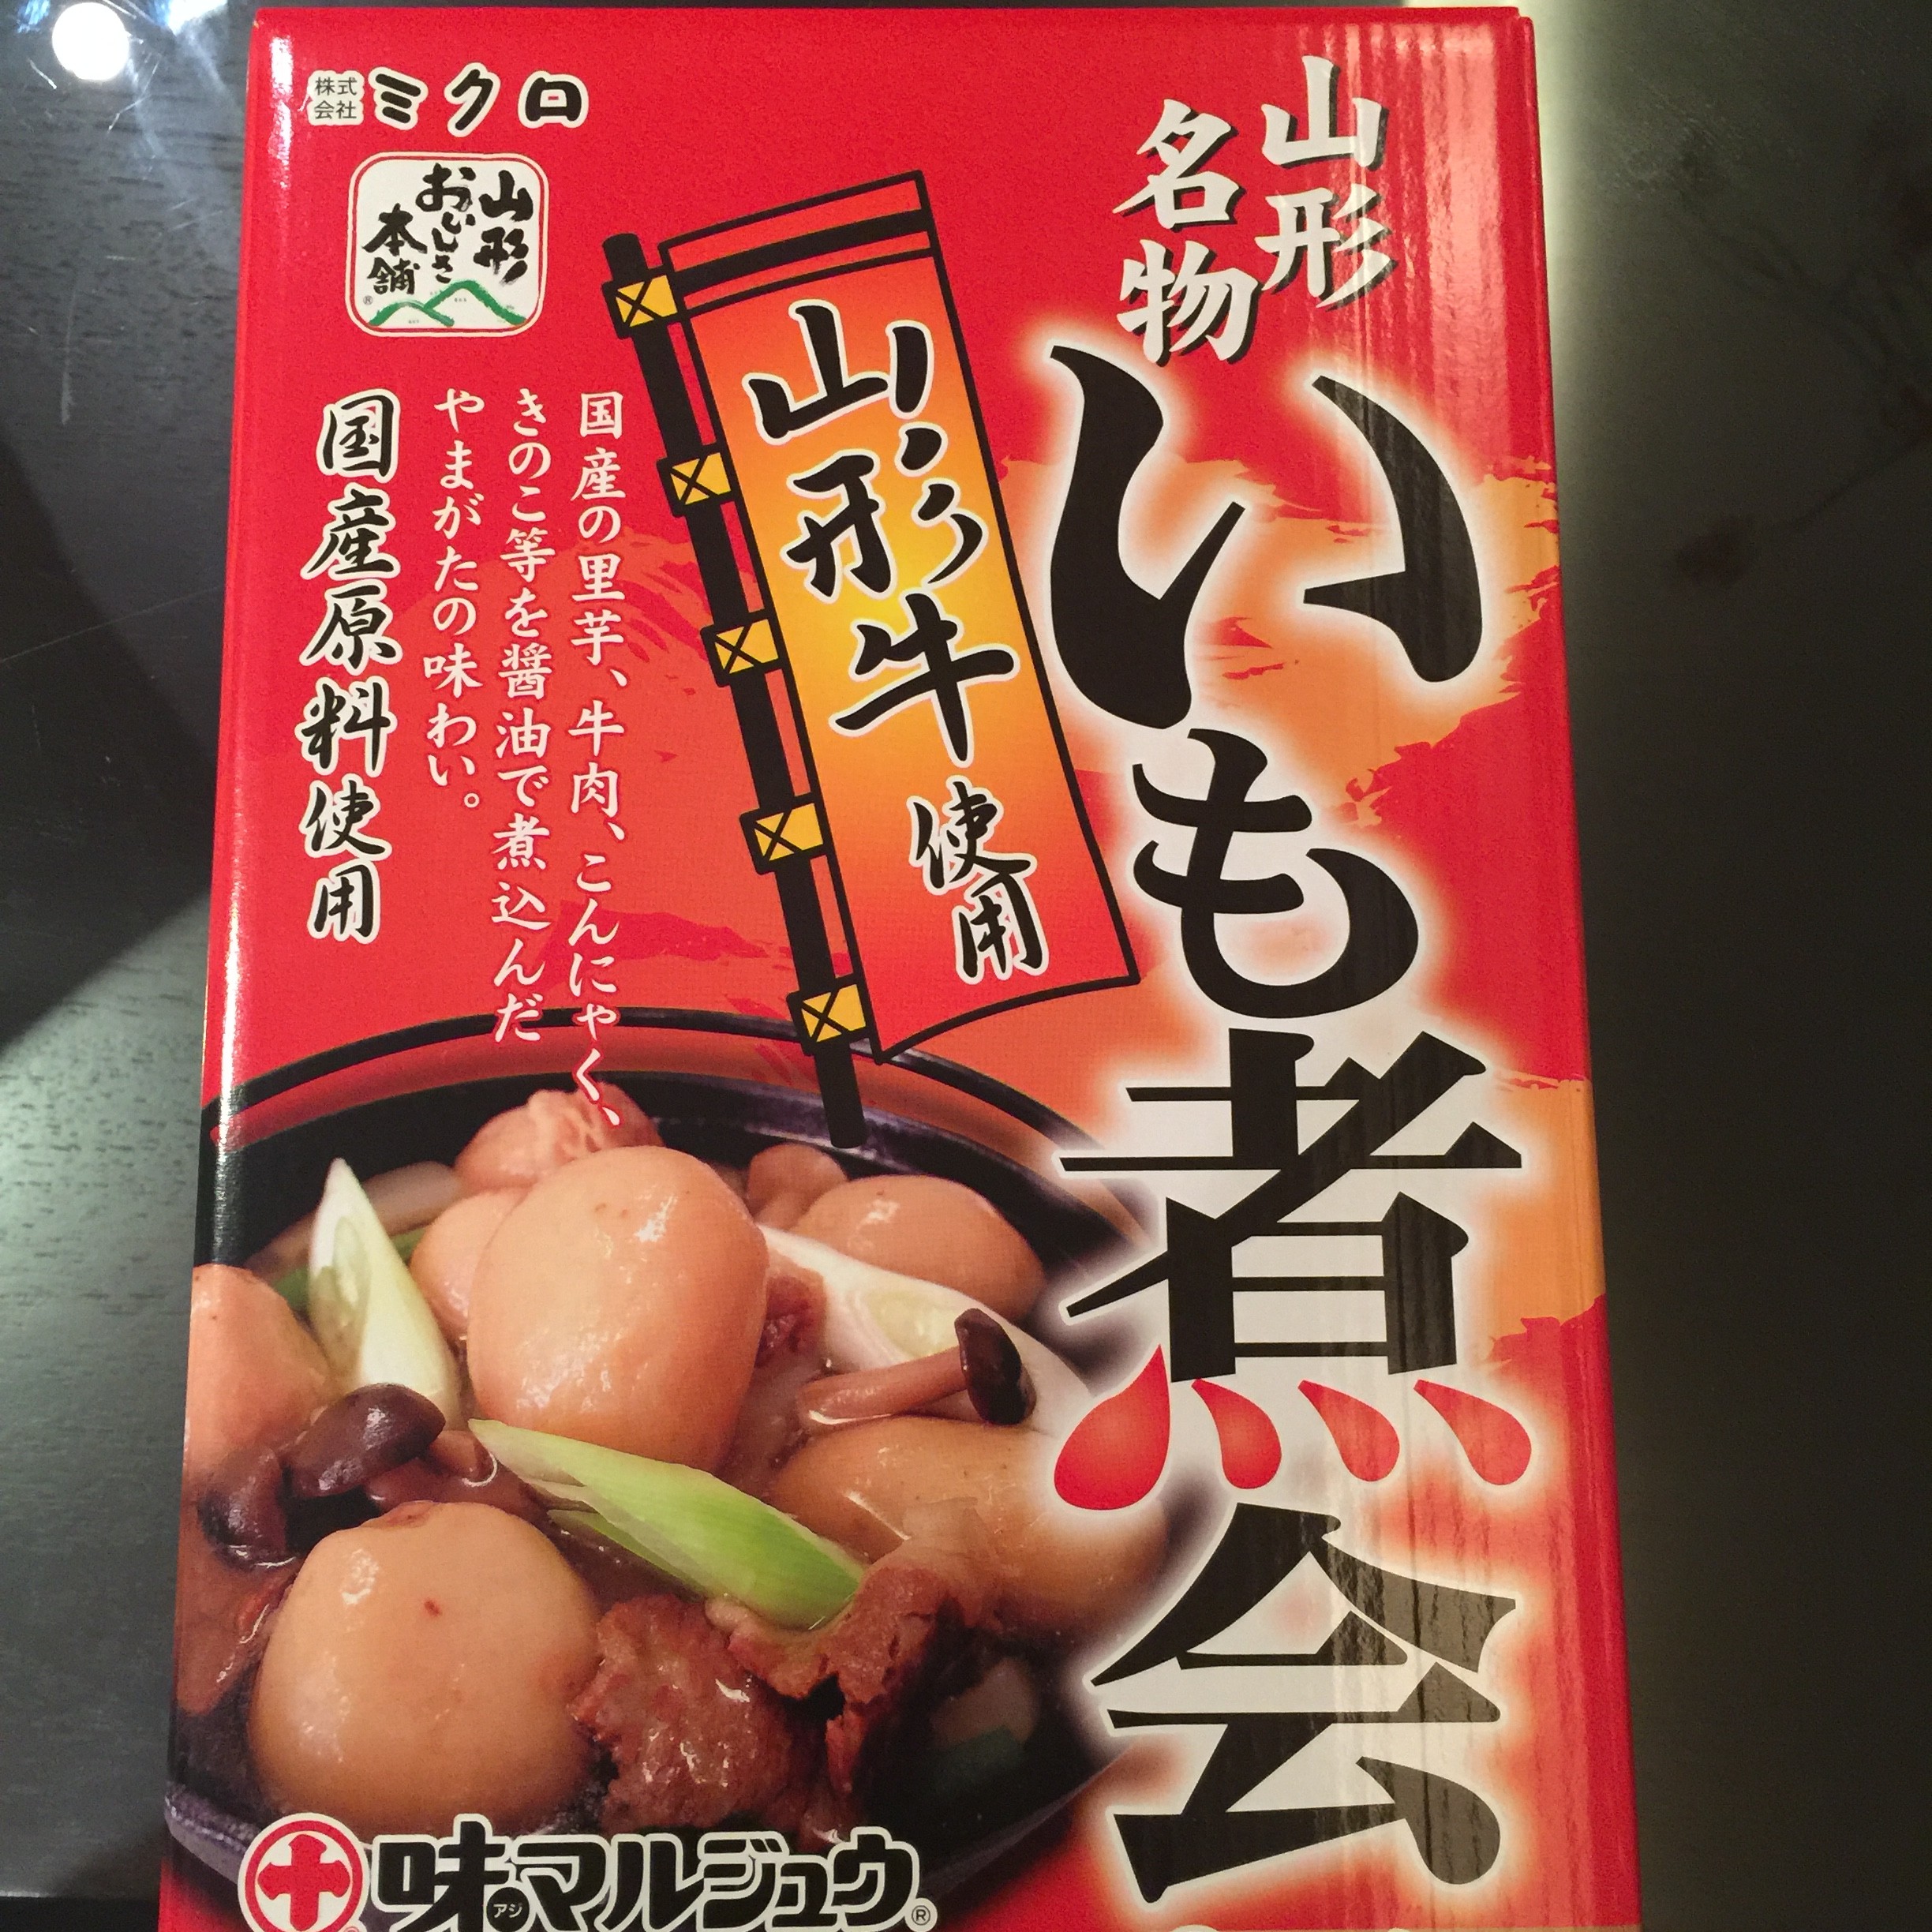 山形
名物
いも煮会
山形牛使用
株式
会社
ミクロ
山形
おいしさ
本舗
®
国産の里芋、牛肉、こんにゃく、
きのこ等を醤油で煮込んだ
やまがたの味わい。
国産原料使用
味マルジュウ®
アジ